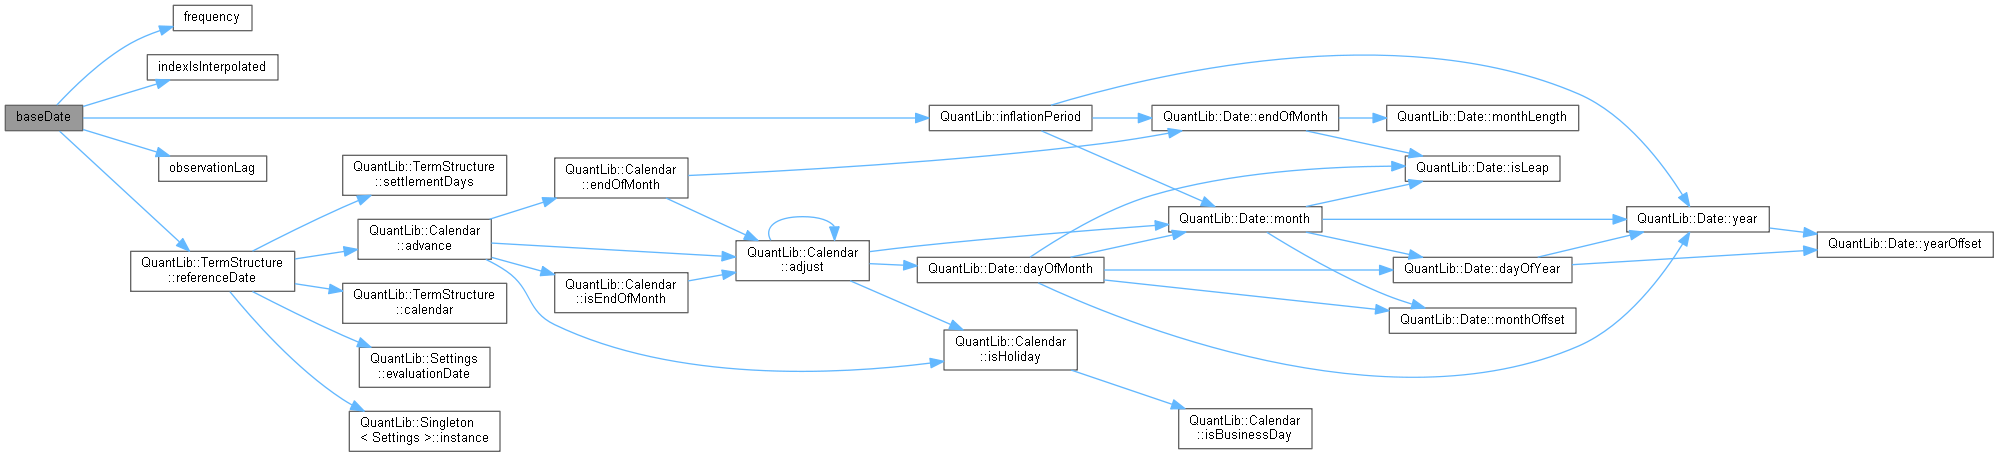 frequency
indexIsInterpolated
baseDate
observationLag
QuantLib::TermStructure
::referenceDate
QuantLib::TermStructure
::settlementDays
QuantLib::Calendar
::advance
QuantLib::TermStructure
::calendar
QuantLib::Settings
::evaluationDate
QuantLib::Singleton
< Settings >::instance
QuantLib::Calendar
::endOfMonth
QuantLib::Calendar
::isEndOfMonth
QuantLib::Calendar
::adjust
QuantLib::inflationPeriod
QuantLib::Date::dayOfMonth
QuantLib::Calendar
::isHoliday
QuantLib::Date::endOfMonth
QuantLib::Date::month
QuantLib::Calendar
::isBusinessDay
QuantLib::Date::monthLength
QuantLib::Date::isLeap
QuantLib::Date::dayOfYear
QuantLib::Date::monthOffset
QuantLib::Date::year
QuantLib::Date::yearOffset